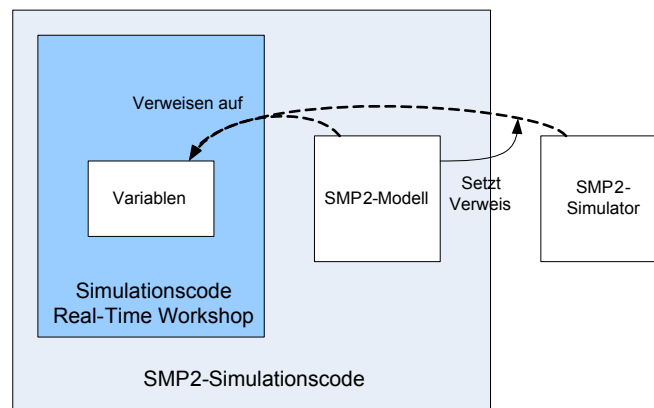 Verweisen auf
Variablen
SMP2-Modell
Setzt
Verweis
SMP2-
Simulator
Simulationscode
Real-Time Workshop
SMP2-Simulationscode